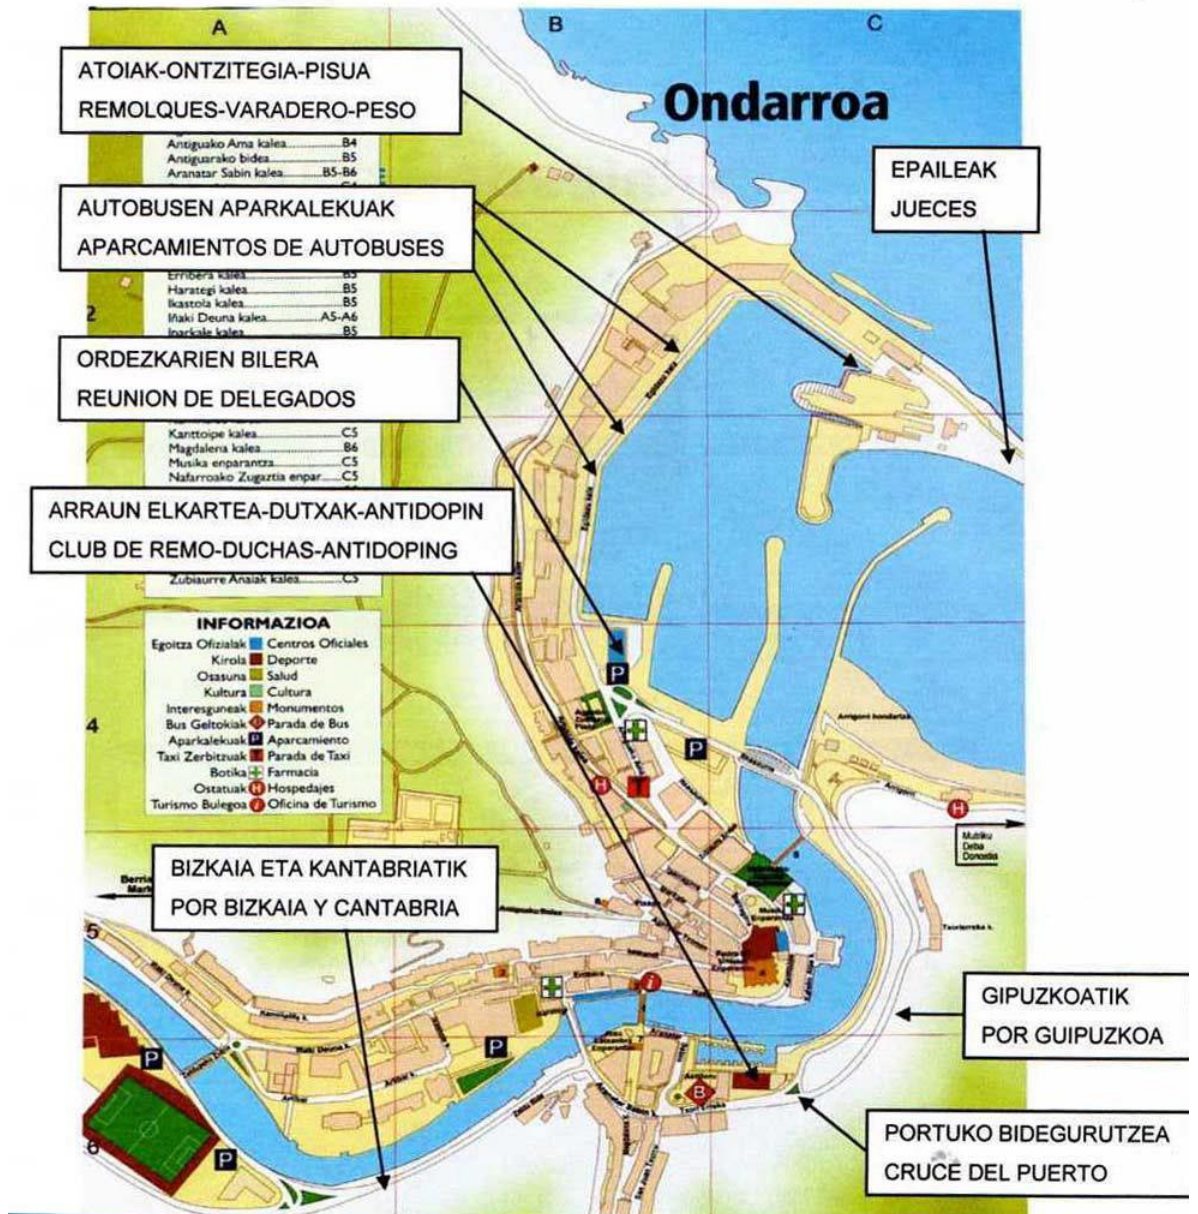 A
B
C
Ondarroa
ATOIAK-ONTZITEGIA-PISUA
REMOLQUES-VARADERO-PESO
Antiguako Ama kalea B4
Antiguarako bidea B5
Aranatar Sabin kalea B5-B6
EPAILEAK
JUECES
AUTOBUSEN APARKALEKUAK
APARCAMIENTOS DE AUTOBUSES
Erribera kalea B5
Harategi kalea B5
Ikastola kalea B5
Iñaki Deuna kalea A5-A6
Iparkale kalea B5
2
ORDEZKARIEN BILERA
REUNION DE DELEGADOS
Kanttoipe kalea C5
Magdalena kalea B6
Musika enparantza C5
Nafarroako Zugaztia enpar. C5
ARRAUN ELKARTEA-DUTXAK-ANTIDOPIN
CLUB DE REMO-DUCHAS-ANTIDOPING
Zubiaurre Anaiak kalea C5
INFORMAZIOA
Egoitza Ofizialak Centros Oficiales
Kirola Deporte
Osasuna Salud
Kultura Cultura
Interesguneak Monumentos
Bus Geltokiak Parada de Bus
Aparkalekuak P Aparcamiento
Taxi Zerbitzuak T Parada de Taxi
Botika Farmacia
Ostatuak H Hospedajes
Turismo Bulegoa i Oficina de Turismo
4
P
P
T
H
H
Arrigorri
Mutriku
Deba
Donostia
BIZKAIA ETA KANTABRIATIK
POR BIZKAIA Y CANTABRIA
5
i
GIPUZKOATIK
POR GUIPUZKOA
P
P
B
Iñaki Deuna k.
PORTUKO BIDEGURUTZEA
CRUCE DEL PUERTO
6
P